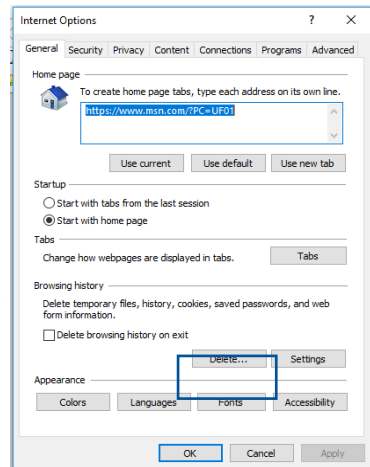 Internet Options ? X
General Security Privacy Content Connections Programs Advanced
Home page
To create home page tabs, type each address on its own line.
https://www.msn.com/?PC=UF01
Use current Use default Use new tab
Startup
Start with tabs from the last session
Start with home page
Tabs
Change how webpages are displayed in tabs. Tabs
Browsing history
Delete temporary files, history, cookies, saved passwords, and web
form information.
Delete browsing history on exit
Delete... Settings
Appearance
Colors Languages Fonts Accessibility
OK Cancel Apply